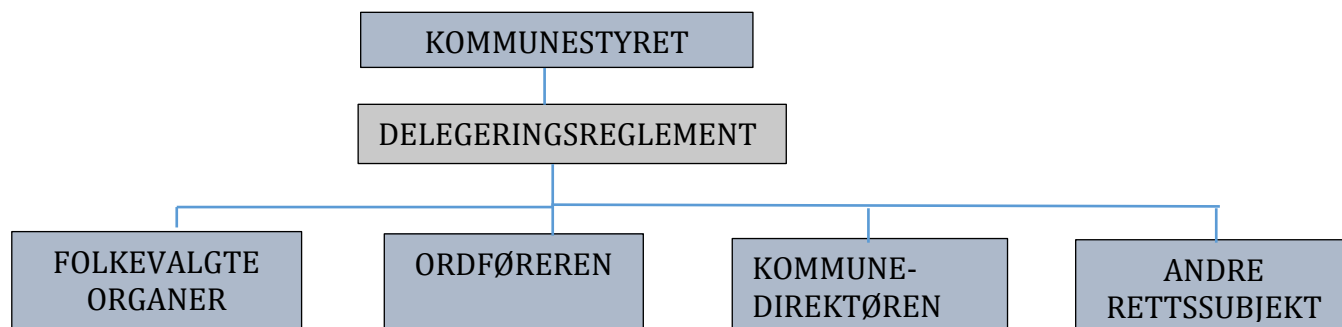 KOMMUNESTYRET
DELEGERINGSREGLEMENT
FOLKEVALGTE
ORGANER
ORDFØREREN
KOMMUNE-
DIREKTØREN
ANDRE
RETTSSUBJEKT